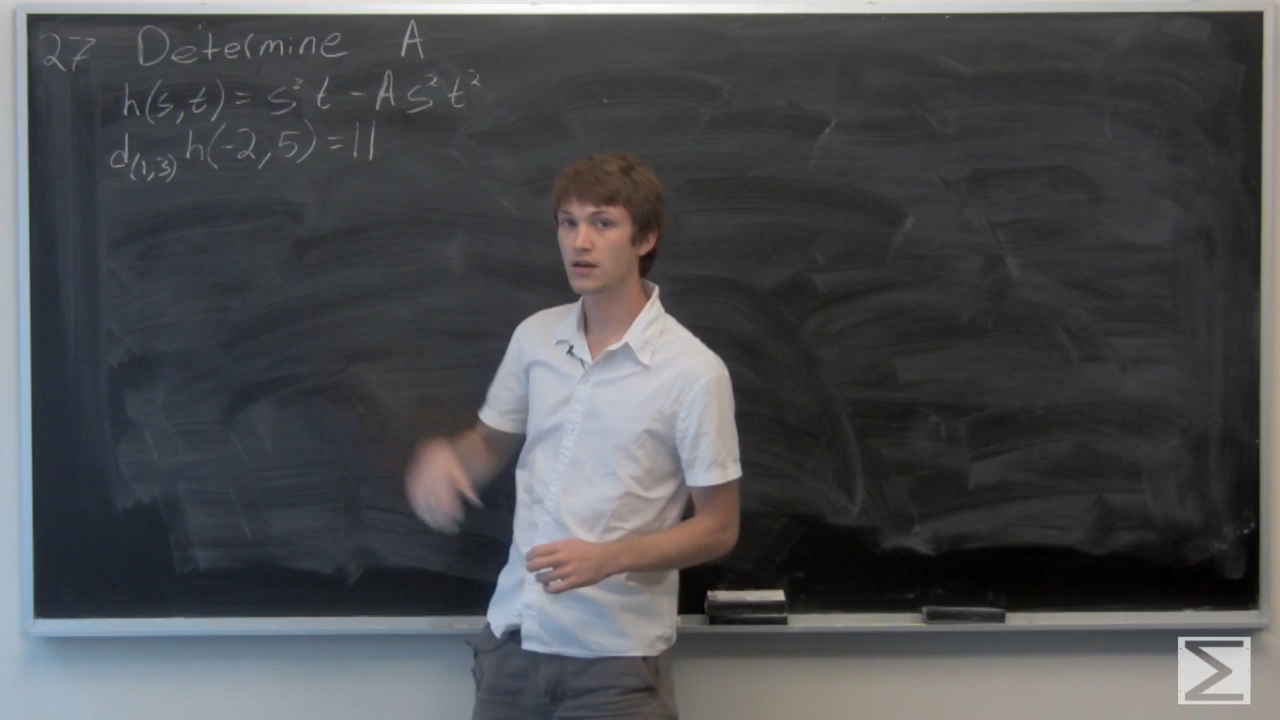 27 Determine A
h(s,t) = s²t - As²t²
d₍₁,₃₎h(-2,5) = 11
Σ